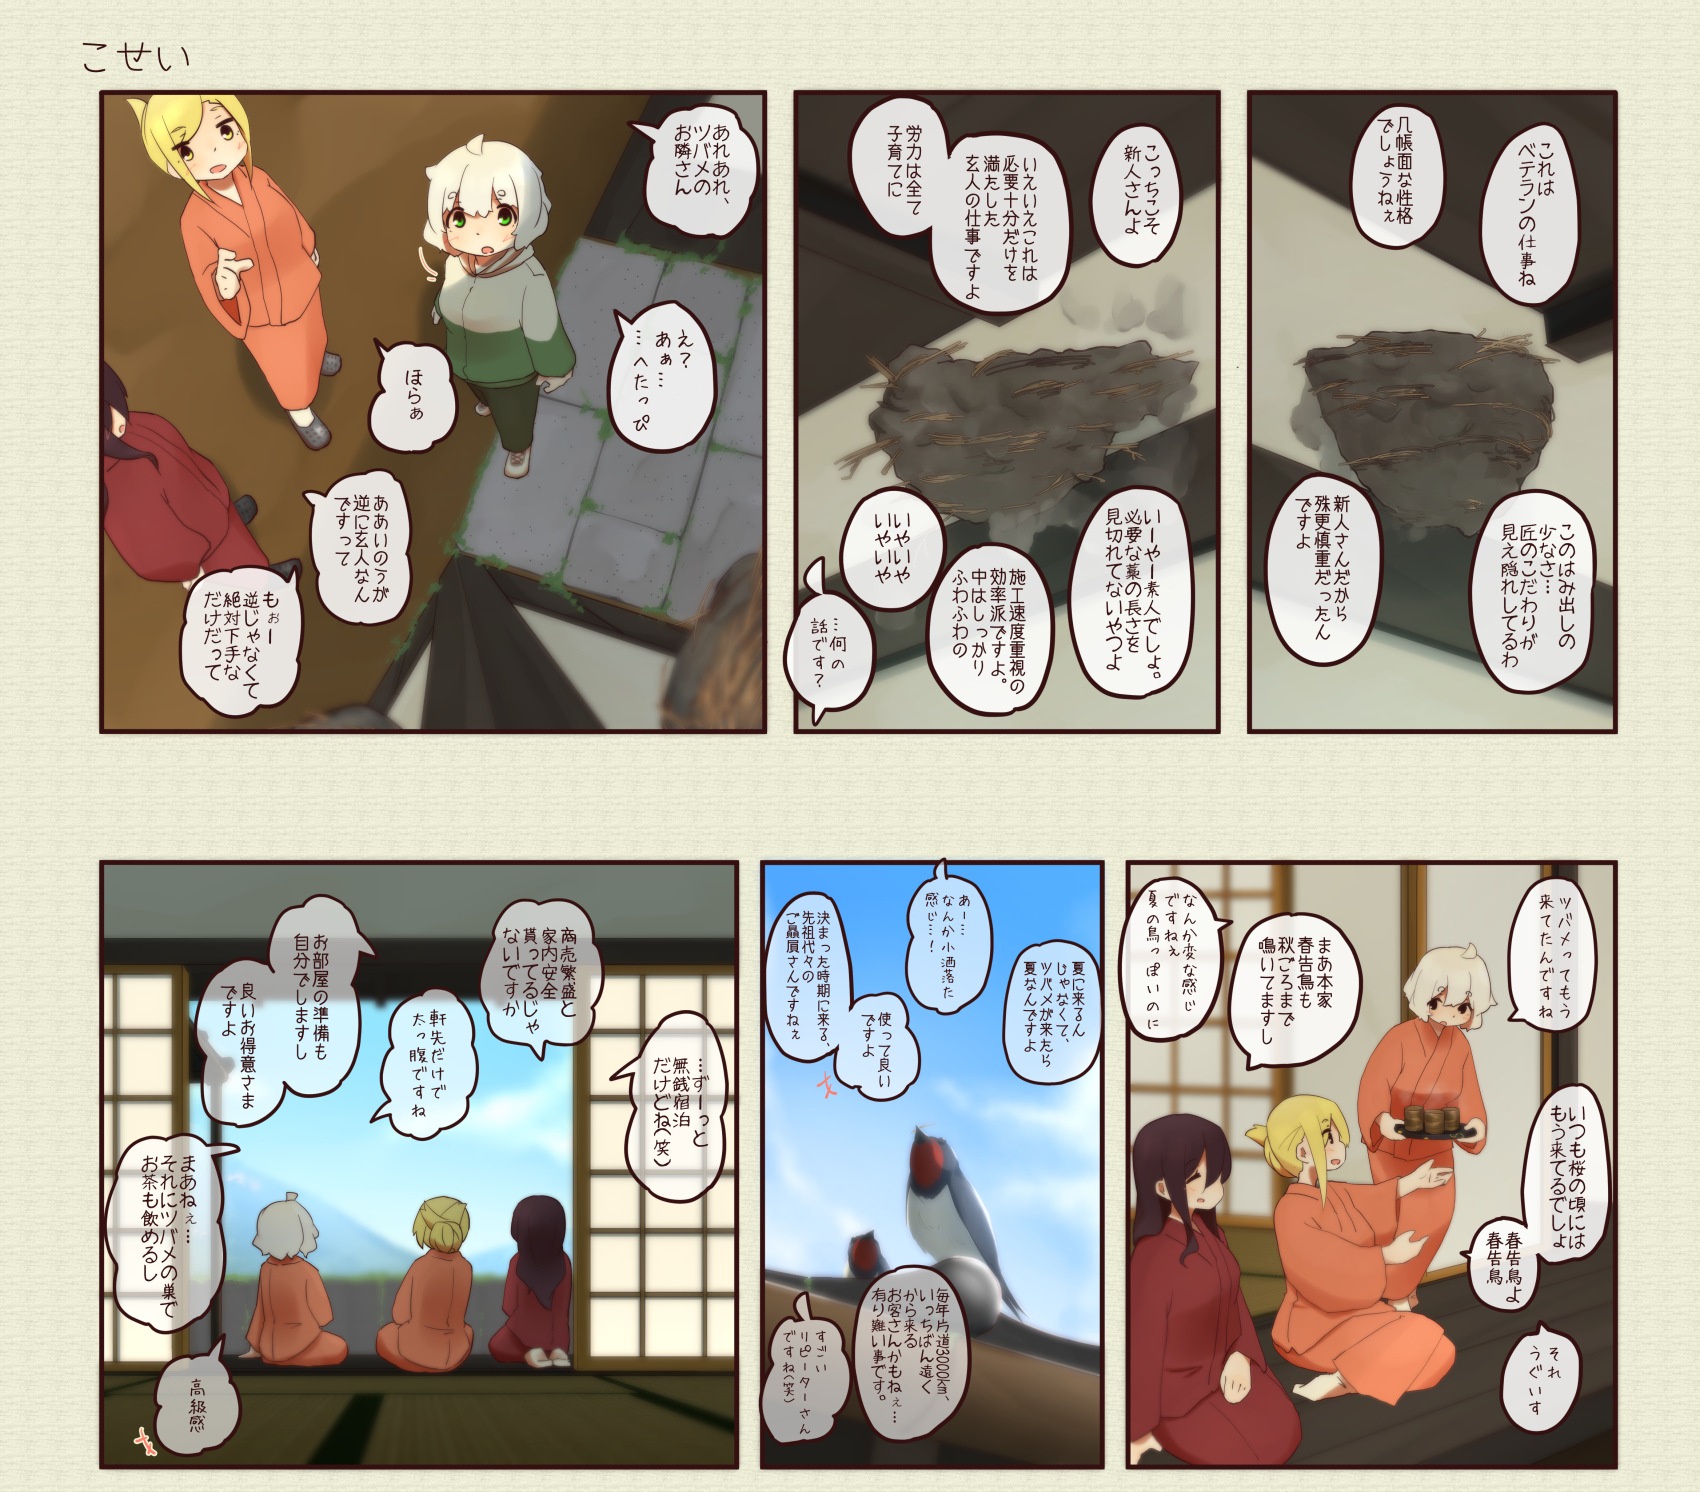 こせい
これは
ベテランの仕事ね
几帳面な性格
でしょうねぇ
このはみ出しの
少なさ…
匠のこだわりが
見え隠れしてるわ
新人さんだから
殊更慎重だったん
ですよ
こっちこそ
新人さんよ
いえいえこれは
必要十分だけを
満たした
玄人の仕事ですよ
労力は全て
子育てに
いーやー素人でしょ。
必要な藁の長さを
見切れてないやつよ
施工速度重視の
効率派ですよ。
中はしっかり
ふわふわの
いやいや
いやいや
…何の
話です？
あれあれ、
ツバメの
お隣さん
え？
あぁ…
…へたっぴ
ほらぁ
ああいのうが
逆に玄人なん
ですって
もぉー
逆じゃなくて
絶対下手な
だけだって
ツバメってもう
来てたんですね
いつも桜の頃には
もう来てるでしょ
春告鳥よ
春告鳥
それ
うぐいす
まあ本家
春告鳥も
秋ごろまで
鳴いてますし
なんか変な感じ
ですねぇ
夏の鳥っぽいのに
夏に来るん
じゃなくて、
ツバメが来たら
夏なんですよ
あー…
なんか小洒落た
感じ…！
決まった時期に来る、
先祖代々の
ご贔屓さんですねぇ
使って良い
ですよ
毎年片道3000km、
いっちばん遠く
から来る
お客さんかもねぇ…
有り難い事です。
すごい
リピーターさん
ですね(笑)
…ずーっと
無銭宿泊
だけどね(笑)
商売繁盛と
家内安全
貰ってるじゃ
ないですか
軒先だけで
太っ腹ですね
お部屋の準備も
自分でしますし
良いお得意さま
ですよ
まあねぇ…
それにツバメの巣で
お茶も飲めるし
高級感